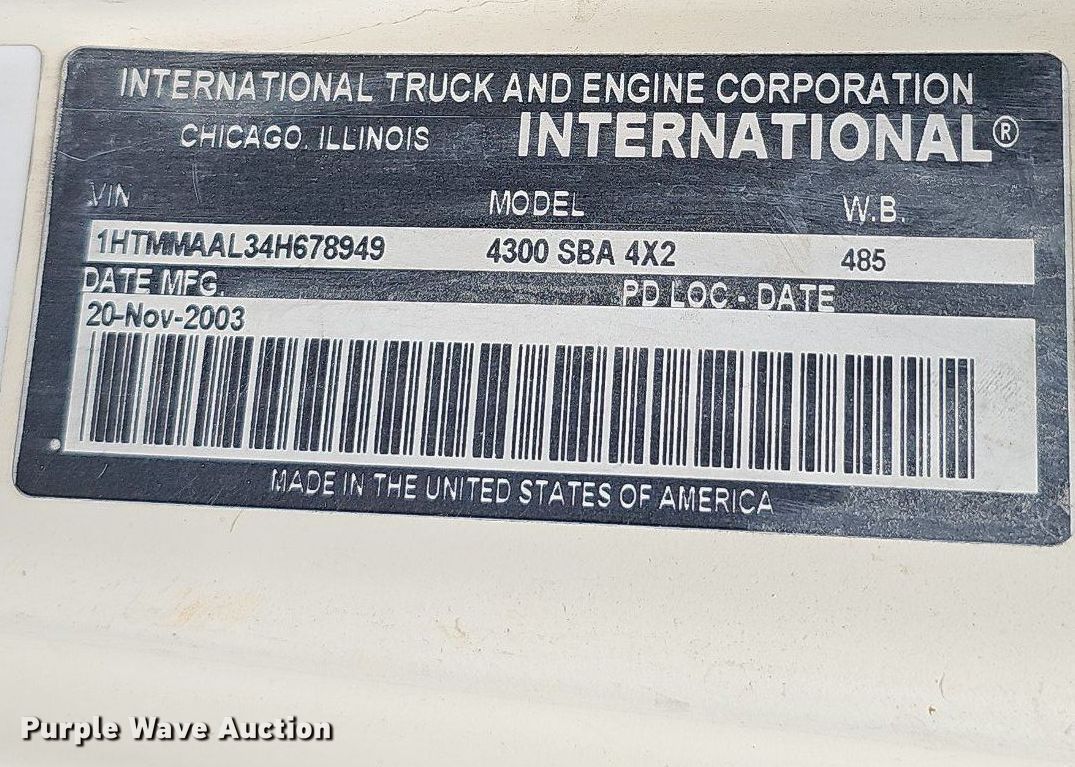 INTERNATIONAL TRUCK AND ENGINE CORPORATION
CHICAGO, ILLINOIS INTERNATIONAL®
VIN MODEL W.B.
1HTMMAAL34H678949 4300 SBA 4X2 485
DATE MFG. PD LOC - DATE
20-Nov-2003
MADE IN THE UNITED STATES OF AMERICA
Purple Wave Auction